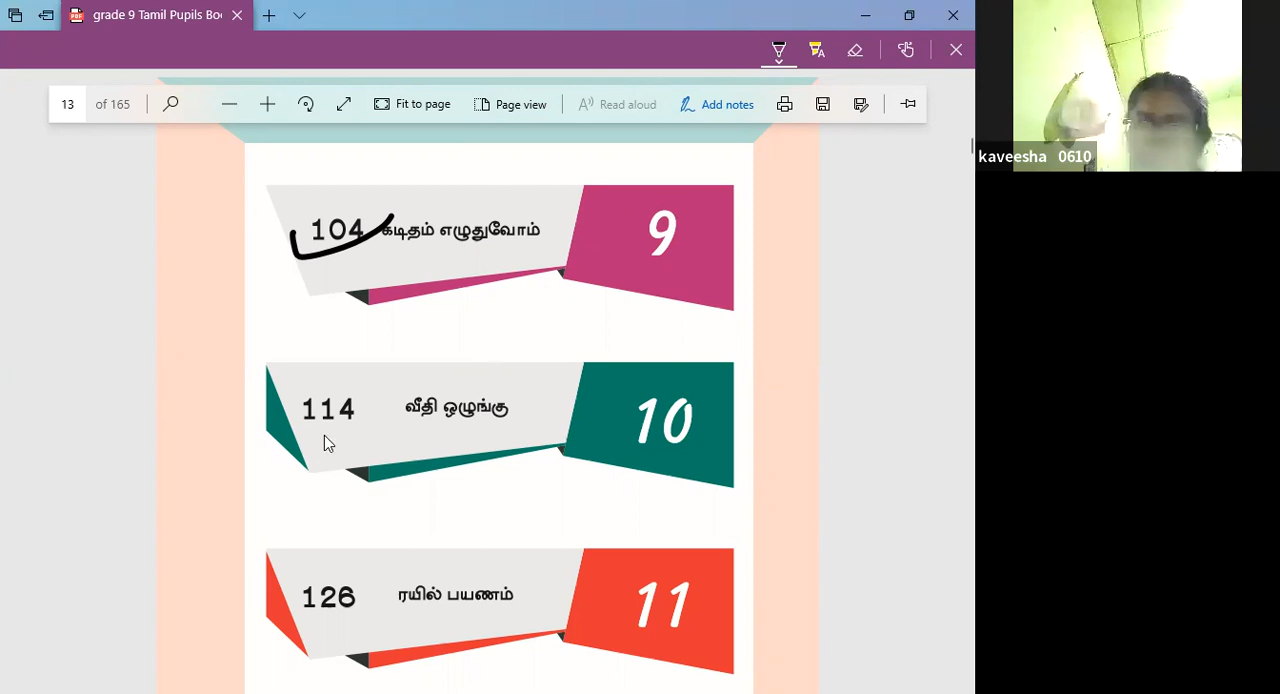 grade 9 Tamil Pupils Bo
13 of 165
Fit to page
Page view
Read aloud
Add notes
kaveesha 0610
104 கடிதம் எழுதுவோம் 9
114 வீதி ஒழுங்கு 10
126 ரயில் பயணம் 11